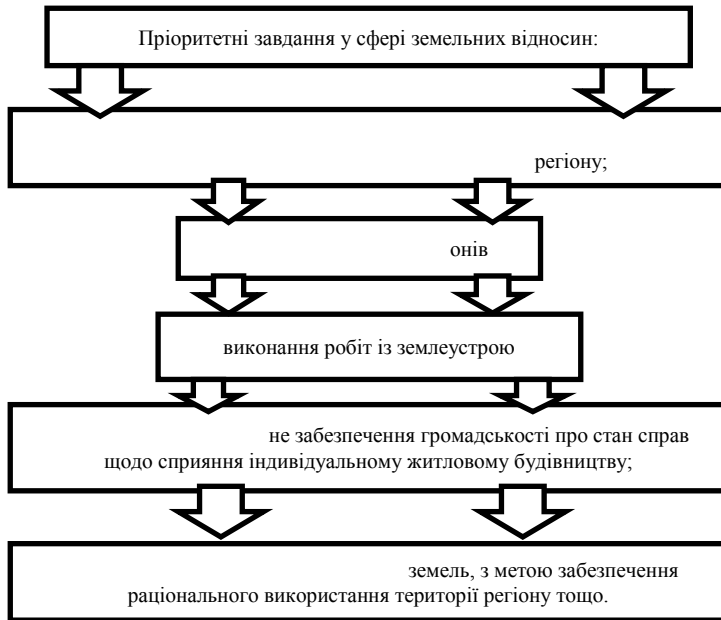 Пріоритетні завдання у сфері земельних відносин:
регіону;
онів
виконання робіт із землеустрою
не забезпечення громадськості про стан справ
щодо сприяння індивідуальному житловому будівництву;
земель, з метою забезпечення
раціонального використання території регіону тощо.